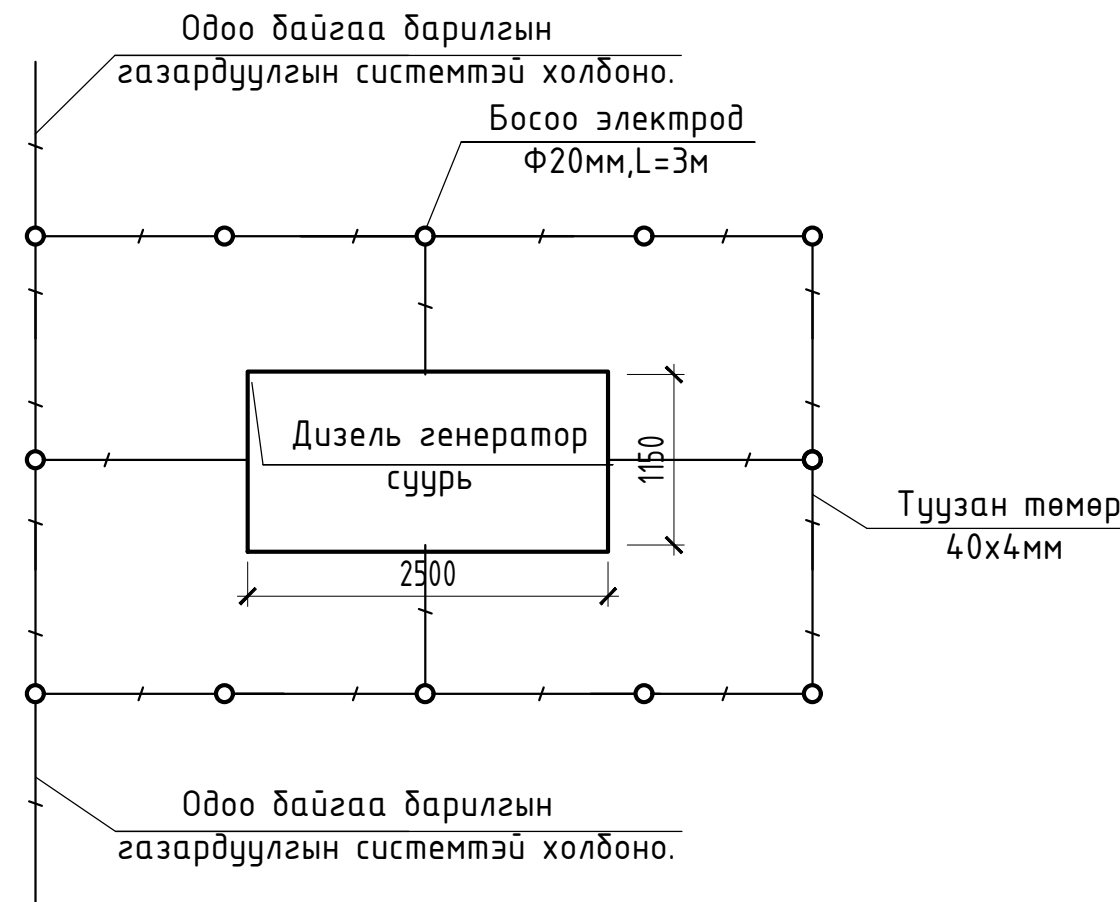 Одоо байгаа барилгын
газардуулгын системтэй холбоно.
Босоо электрод
Ф20мм,L=3м
Дизель генератор
суурь
1150
2500
Туузан төмөр
40х4мм
Одоо байгаа барилгын
газардуулгын системтэй холбоно.